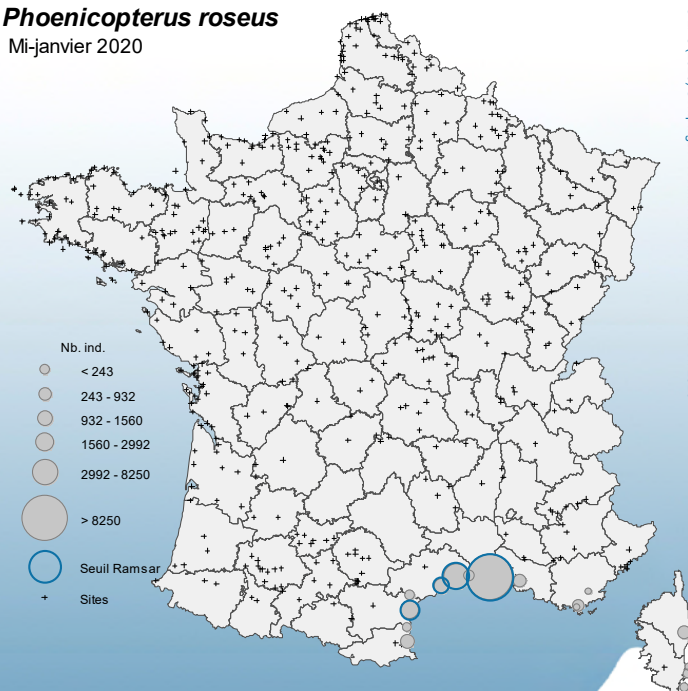 Phoenicopterus roseus
Mi-janvier 2020
Nb. ind.
< 243
243 - 932
932 - 1560
1560 - 2992
2992 - 8250
> 8250
Seuil Ramsar
Sites